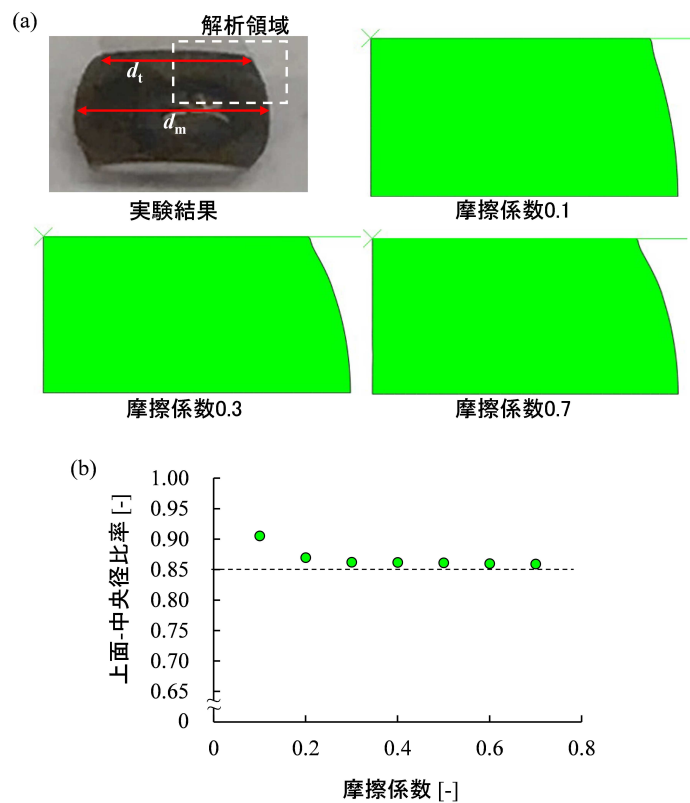 (a)
解析領域
dt
dm
実験結果
摩擦係数0.1
摩擦係数0.3
摩擦係数0.7
(b)
上面-中央径比率 [-]
1.00
0.95
0.90
0.85
0.80
0.75
0.70
0.65
0
0 0.2 0.4 0.6 0.8
摩擦係数 [-]